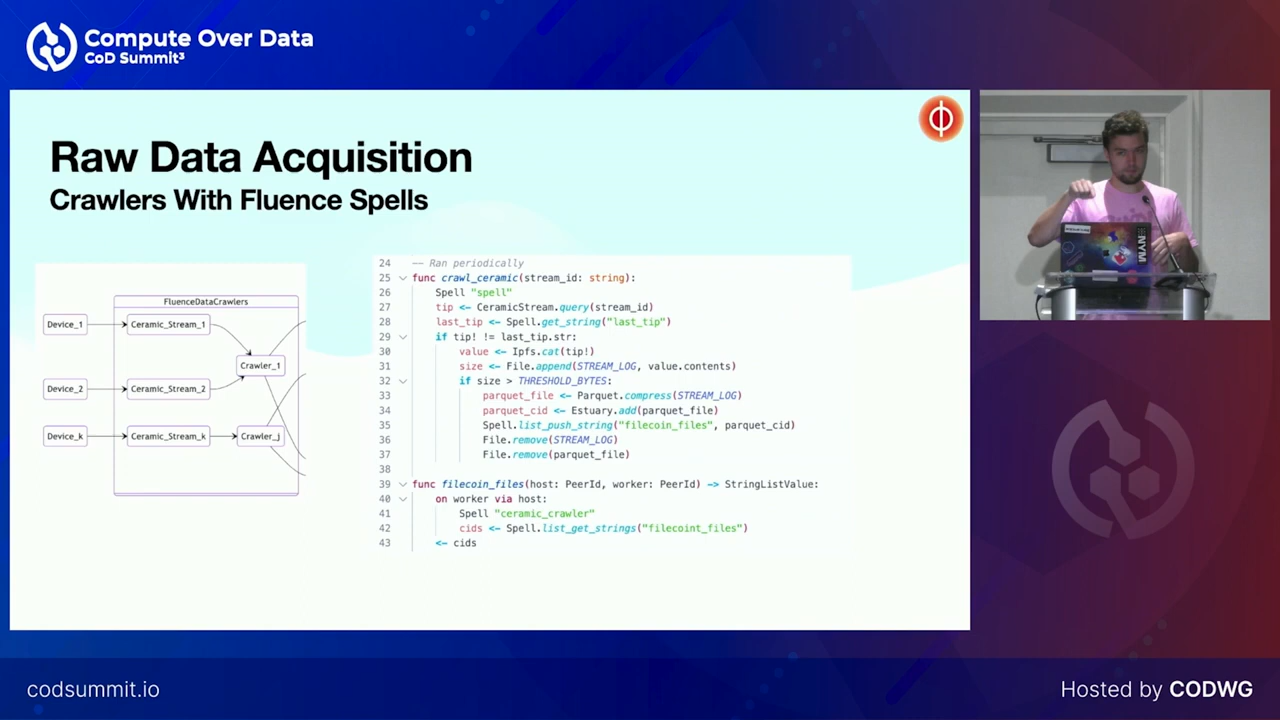 Compute Over Data
CoD Summit³
Raw Data Acquisition
Crawlers With Fluence Spells
FluenceDataCrawlers
Device_1
Ceramic_Stream_1
Crawler_1
Device_2
Ceramic_Stream_2
Device_k
Ceramic_Stream_k
Crawler_j
24 -- Ran periodically
25 func crawl_ceramic(stream_id: string):
26 Spell "spell"
27 tip <- CeramicStream.query(stream_id)
28 last_tip <- Spell.get_string("last_tip")
29 if tip! != last_tip.str:
30 value <- Ipfs.cat(tip!)
31 size <- File.append(STREAM_LOG, value.contents)
32 if size > THRESHOLD_BYTES:
33 parquet_file <- Parquet.compress(STREAM_LOG)
34 parquet_cid <- Estuary.add(parquet_file)
35 Spell.list_push_string("filecoin_files", parquet_cid)
36 File.remove(STREAM_LOG)
37 File.remove(parquet_file)
38
39 func filecoin_files(host: PeerId, worker: PeerId) -> StringListValue:
40 on worker via host:
41 Spell "ceramic_crawler"
42 cids <- Spell.list_get_strings("filecoint_files")
43 <- cids
NYM
codsummit.io
Hosted by CODWG